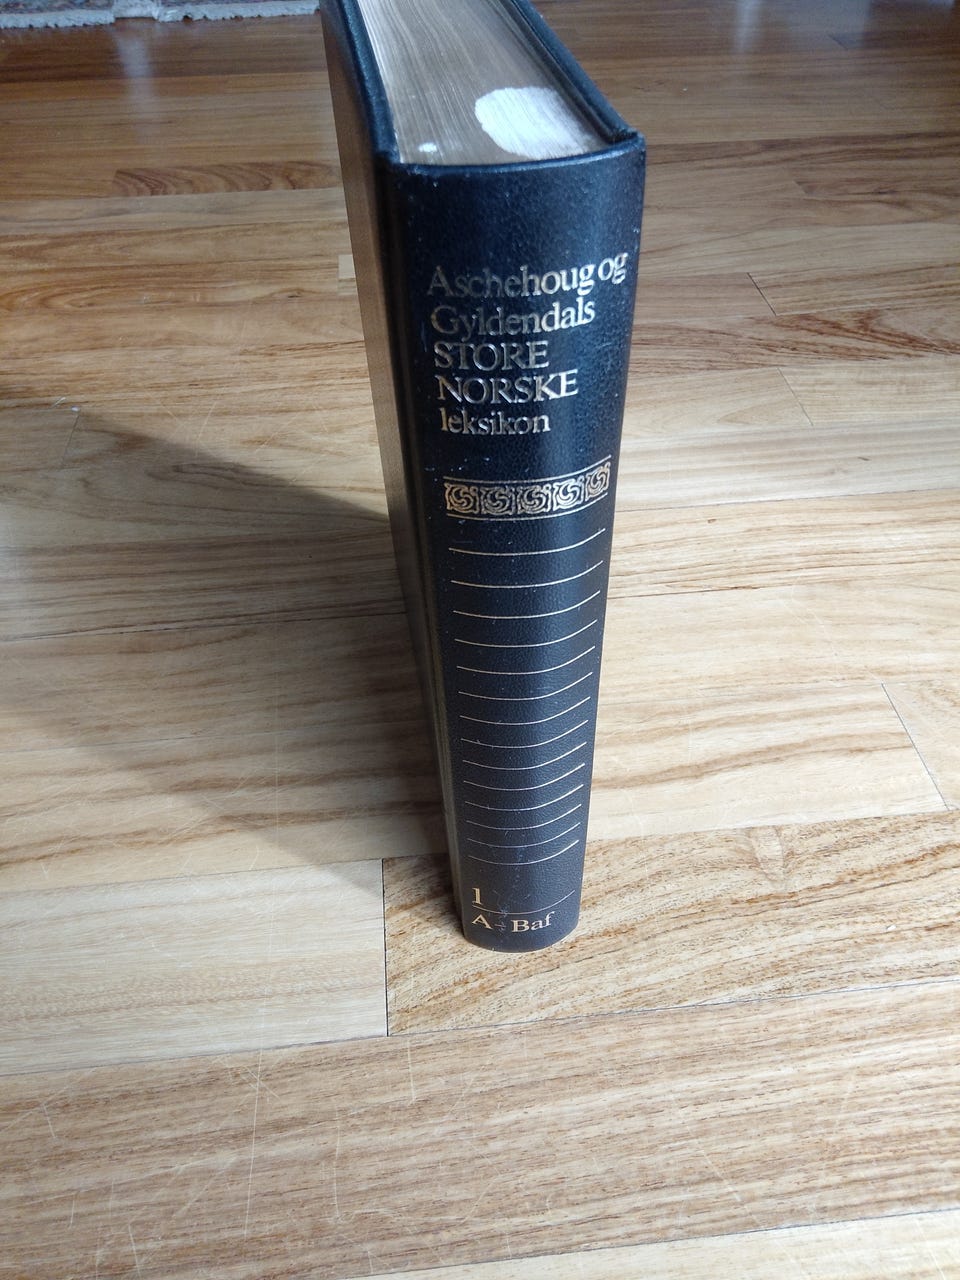 Aschehoug og
Gyldendals
STORE
NORSKE
leksikon
1
A - Baf